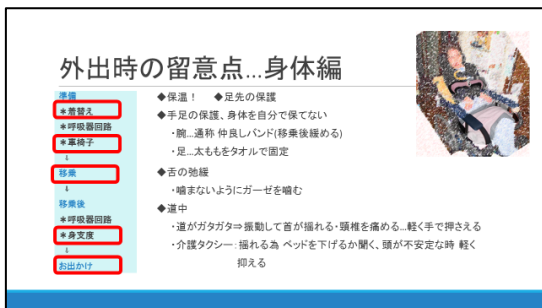 外出時の留意点…身体編
準備
＊着替え
＊呼吸器回路
＊車椅子
↓
移乗
↓
移乗後
＊呼吸器回路
＊身支度
↓
お出かけ
◆保温！　◆足先の保護
◆手足の保護、身体を自分で保てない
・腕…通称 仲良しバンド(移乗後緩める)
・足…太ももをタオルで固定
◆舌の弛緩
・噛まないようにガーゼを噛む
◆道中
・道がガタガタ⇒振動して首が揺れる・頸椎を痛める…軽く手で押さえる
・介護タクシー：揺れる為 ベッドを下げるか聞く、頭が不安定な時 軽く
抑える